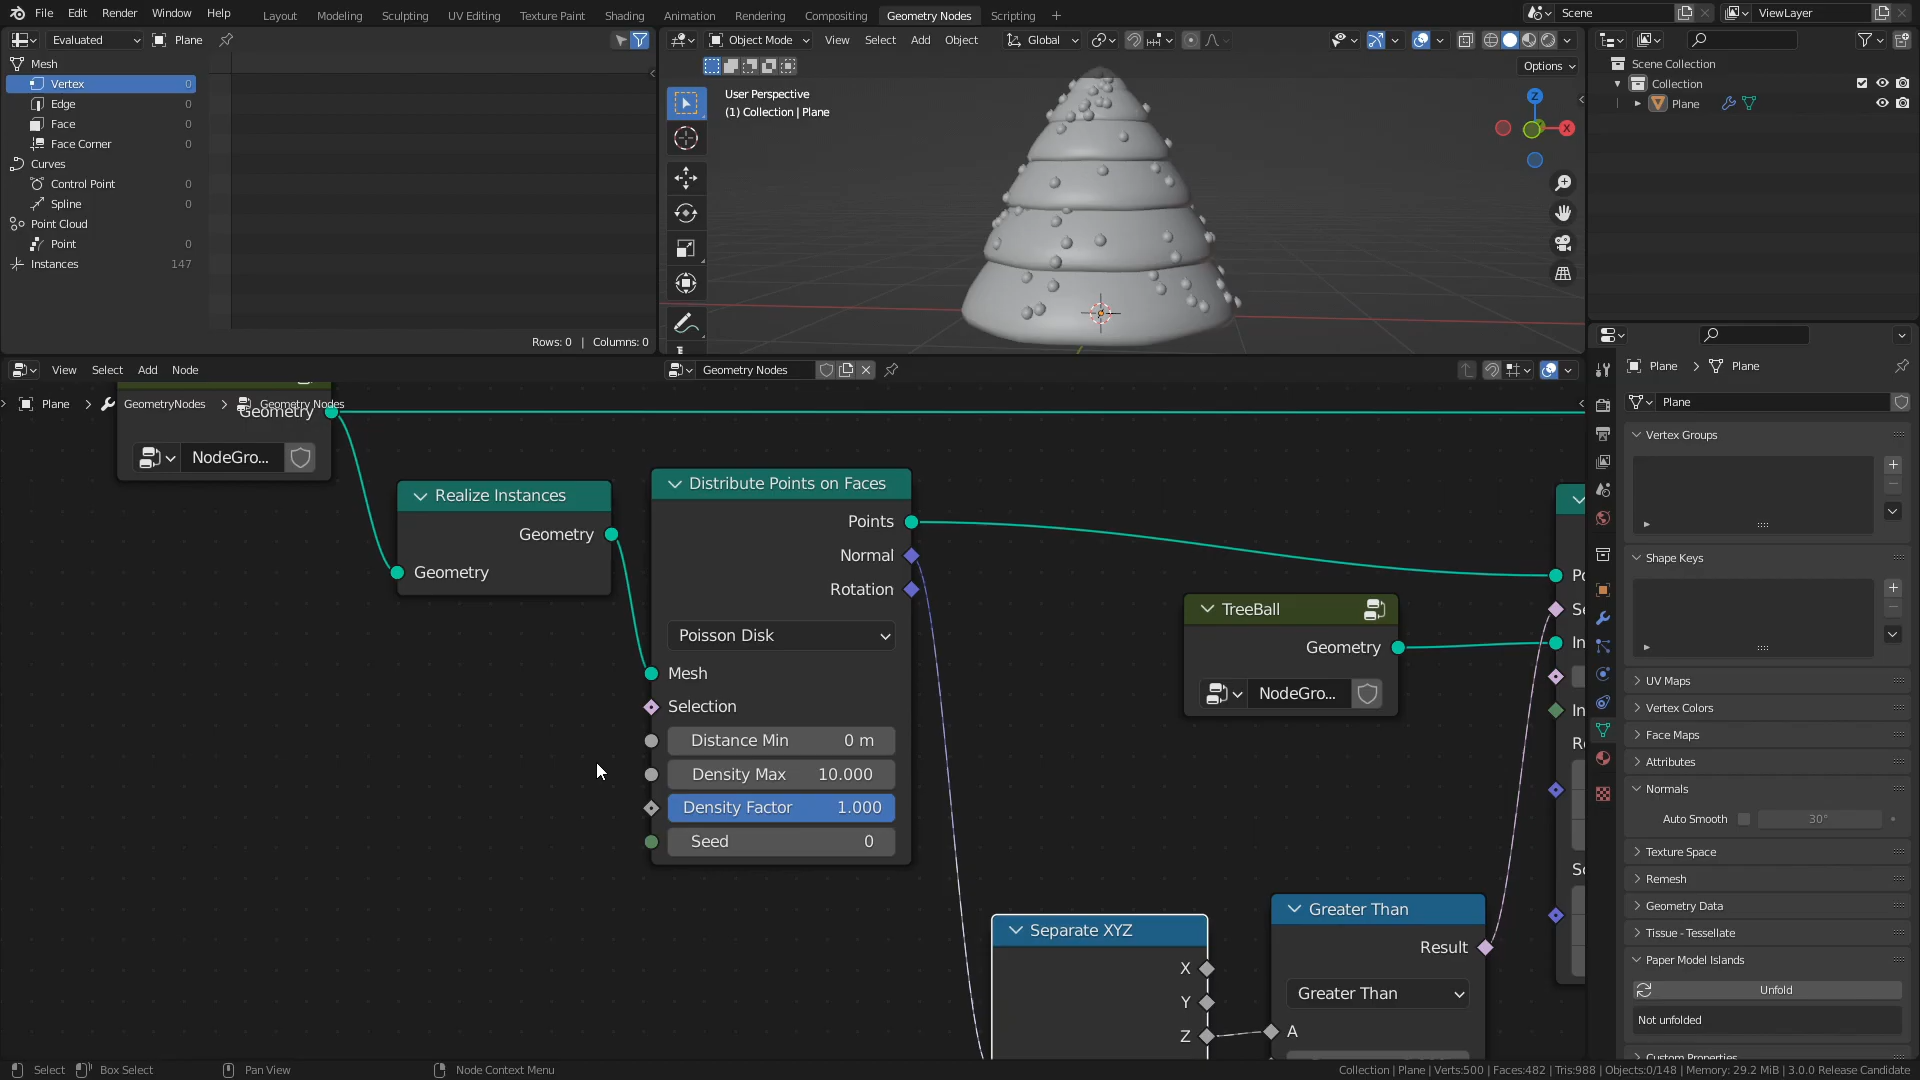 File Edit Render Window Help Layout Modeling Sculpting UV Editing Texture Paint Shading Animation Rendering Compositing Geometry Nodes Scripting + Scene ViewLayer
Evaluated Plane
Mesh
Vertex 0
Edge 0
Face 0
Face Corner 0
Curves
Control Point 0
Spline 0
Point Cloud
Point 0
Instances 147
Rows: 0 | Columns: 0
Object Mode View Select Add Object Global
Options
User Perspective
(1) Collection | Plane
Z
X
Scene Collection
Collection
Plane
View Select Add Node Geometry Nodes
Plane > GeometryNodes > Geometry Nodes
Geometry
NodeGro...
Realize Instances
Geometry
Geometry
Distribute Points on Faces
Points
Normal
Rotation
Poisson Disk
Mesh
Selection
Distance Min 0 m
Density Max 10.000
Density Factor 1.000
Seed 0
TreeBall
Geometry
NodeGro...
Separate XYZ
X
Y
Z
Greater Than
Result
Greater Than
A
Plane > Plane
Plane
Vertex Groups
Shape Keys
UV Maps
Vertex Colors
Face Maps
Attributes
Normals
Auto Smooth 30°
Texture Space
Remesh
Geometry Data
Tissue - Tessellate
Paper Model Islands
Unfold
Not unfolded
Custom Properties
Select Box Select Pan View Node Context Menu
Collection | Plane | Verts:500 | Faces:482 | Tris:988 | Objects:0/148 | Memory: 29.2 MiB | 3.0.0 Release Candidate